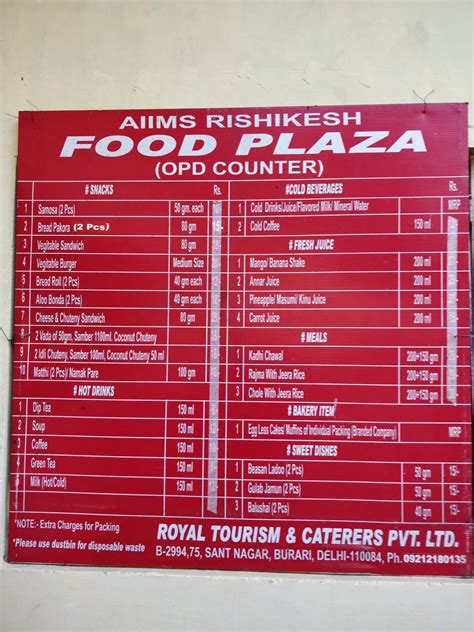 AIIMS RISHIKESH
FOOD PLAZA
(OPD COUNTER)
# SNACKS Rs.
1 Samosa (2 Pcs) 50 gm. each
2 Bread Pakora (2 Pcs) 80 gm
3 Vegitable Sandwich 80 gm
4 Vegitable Burger Medium Size
5 Bread Roll (2 Pcs) 40 gm each
6 Aloo Bonda (2 Pcs) 40 gm each
7 Cheese & Chuteny Sandwich 80 gm
8 2 Vada of 50gm, Samber 1100ml, Coconut Chuteny
9 2 Idli Chuteny, Samber 100ml, Coconut Chuteny 50 ml
10 Matthi (2 Pcs)/ Namak Pare 100 gm
# HOT DRINKS
1 Dip Tea 150 ml
2 Soup 150 ml
3 Coffee 150 ml
4 Green Tea 150 ml
5 Milk (Hot/Cold) 150 ml
#COLD BEVERAGES Rs.
1 Cold Drinks/Juice/Flavored Milk/ Mineral Water MRP
2 Cold Coffee 150 ml
# FRESH JUICE
1 Mango/ Banana Shake 200 ml
2 Annar Juice 200 ml
3 Pineapple/ Masumi/ Kinu Juice 200 ml
4 Carrot Juice 200 ml
# MEALS
1 Kadhi Chawal 200+150 gm
2 Rajma With Jeera Rice 200+150 gm
3 Chole With Jeera Rice 200+150 gm
# BAKERY ITEM
1 Egg Less Cakes/ Muffins of Individual Packing (Branded Company) MRP
# SWEET DISHES
1 Beasan Ladoo (2 Pcs) 50 gm
2 Gulab Jamun (2 Pcs) 50 gm
3 Balushai (2 Pcs) 40 gm
*NOTE:- Extra Charges for Packing
*Please use dustbin for disposable waste
ROYAL TOURISM & CATERERS PVT. LTD.
B-2994,75, SANT NAGAR, BURARI, DELHI-110084, Ph. 09212180135